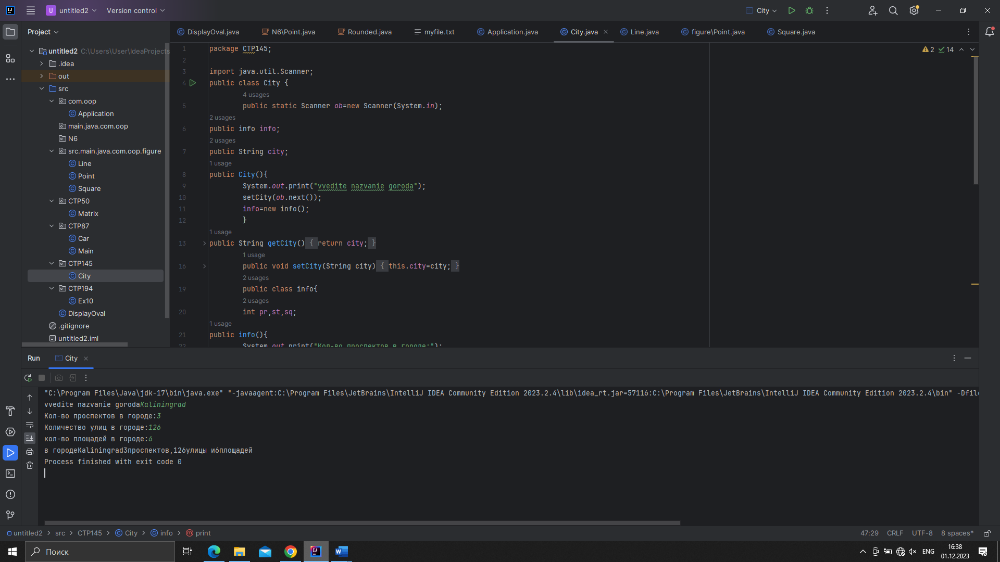 U untitled2 Version control City
Project
DisplayOval.java N6\Point.java Rounded.java myfile.txt Application.java City.java Line.java figure\Point.java Square.java
untitled2 C:\Users\User\IdeaProjects
.idea
out
src
com.oop
Application
main.java.com.oop
N6
src.main.java.com.oop.figure
Line
Point
Square
CTP50
Matrix
CTP87
Car
Main
CTP145
City
CTP194
Ex10
DisplayOval
.gitignore
untitled2.iml
2 14
1 package CTP145;
2
3 import java.util.Scanner;
4 public class City {
4 usages
5 public static Scanner ob=new Scanner(System.in);
2 usages
6 public info info;
2 usages
7 public String city;
1 usage
8 public City(){
9 System.out.print("vvedite nazvanie goroda");
10 setCity(ob.next());
11 info=new info();
12 }
1 usage
13 public String getCity() { return city; }
1 usage
16 public void setCity(String city) { this.city=city; }
2 usages
19 public class info{
2 usages
20 int pr,st,sq;
1 usage
21 public info(){
22 System.out.print("Кол-во проспектов в городе:");
Run City
"C:\Program Files\Java\jdk-17\bin\java.exe" "-javaagent:C:\Program Files\JetBrains\IntelliJ IDEA Community Edition 2023.2.4\lib\idea_rt.jar=57116:C:\Program Files\JetBrains\IntelliJ IDEA Community Edition 2023.2.4\bin" -Dfile
vvedite nazvanie gorodaKaliningrad
Кол-во проспектов в городе:3
Количество улиц в городе:126
кол-во площадей в городе:6
в городеKaliningrad3проспектов,126улицы и6площадей
Process finished with exit code 0
untitled2 > src > CTP145 > City > info > print
47:29 CRLF UTF-8 8 spaces*
Поиск
ENG
16:38
01.12.2023